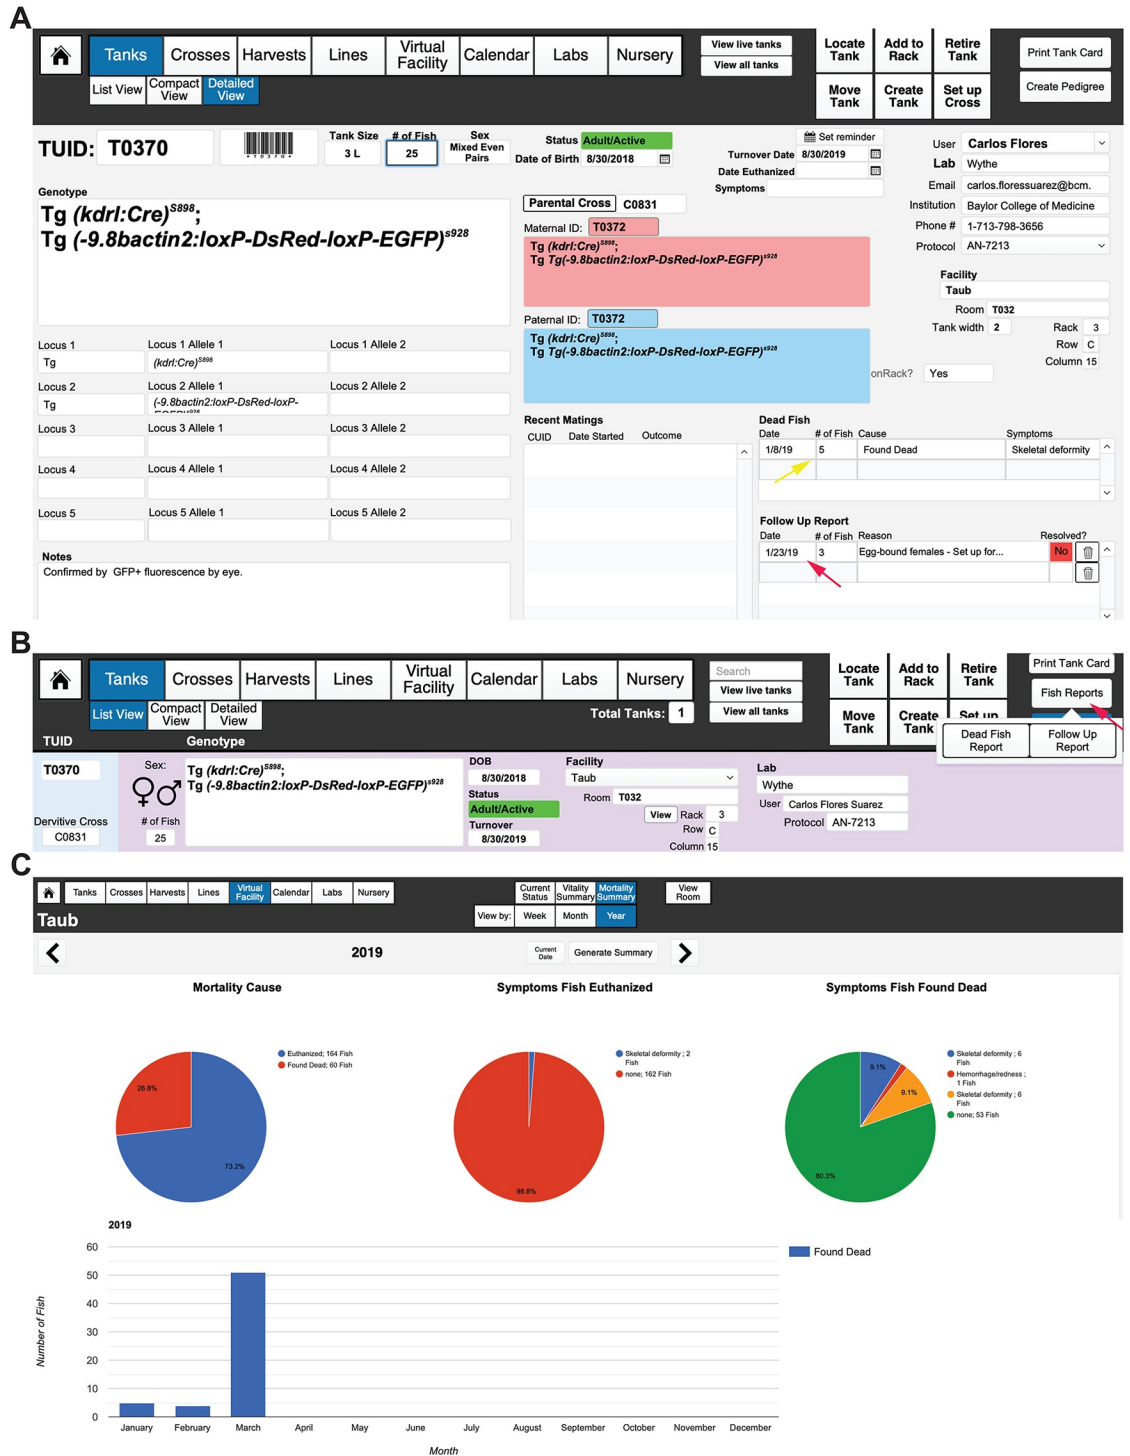 A
Tanks Crosses Harvests Lines Virtual Facility Calendar Labs Nursery
View live tanks
View all tanks
Locate Tank Add to Rack Retire Tank
Move Tank Create Tank Set up Cross
Print Tank Card
Create Pedigree
List View Compact View Detailed View
TUID: T0370
*T0370*
Tank Size # of Fish Sex
3 L 25 Mixed Even Pairs
Status Adult/Active
Date of Birth 8/30/2018
Set reminder
Turnover Date 8/30/2019
Date Euthanized
Symptoms
User Carlos Flores
Lab Wythe
Email carlos.floressuarez@bcm.
Institution Baylor College of Medicine
Phone # 1-713-798-3656
Protocol AN-7213
Facility
Taub
Room T032
Tank width 2 Rack 3
Row C
Column 15
onRack? Yes
Genotype
Tg (kdrl:Cre)S898;
Tg (-9.8bactin2:loxP-DsRed-loxP-EGFP)s928
Parental Cross C0831
Maternal ID: T0372
Tg (kdrl:Cre)S898;
Tg Tg(-9.8bactin2:loxP-DsRed-loxP-EGFP)s928
Paternal ID: T0372
Tg (kdrl:Cre)S898;
Tg Tg(-9.8bactin2:loxP-DsRed-loxP-EGFP)s928
Locus 1 Locus 1 Allele 1 Locus 1 Allele 2
Tg (kdrl:Cre)S898
Locus 2 Locus 2 Allele 1 Locus 2 Allele 2
Tg (-9.8bactin2:loxP-DsRed-loxP-
EGFP)s928
Locus 3 Locus 3 Allele 1 Locus 3 Allele 2
Locus 4 Locus 4 Allele 1 Locus 4 Allele 2
Locus 5 Locus 5 Allele 1 Locus 5 Allele 2
Notes
Confirmed by GFP+ fluorescence by eye.
Recent Matings
CUID Date Started Outcome
Dead Fish
Date # of Fish Cause Symptoms
1/8/19 5 Found Dead Skeletal deformity
Follow Up Report
Date # of Fish Reason Resolved?
1/23/19 3 Egg-bound females - Set up for... No
B
Tanks Crosses Harvests Lines Virtual Facility Calendar Labs Nursery
Search
View live tanks
View all tanks
Locate Tank Add to Rack Retire Tank
Move Tank Create Tank Set up
Print Tank Card
Fish Reports
Dead Fish Report Follow Up Report
List View Compact View Detailed View
Total Tanks: 1
TUID Genotype
T0370
Dervitive Cross
C0831
Sex:
# of Fish
25
Tg (kdrl:Cre)S898;
Tg (-9.8bactin2:loxP-DsRed-loxP-EGFP)s928
DOB
8/30/2018
Status
Adult/Active
Turnover
8/30/2019
Facility
Taub
Room T032
View Rack 3
Row C
Column 15
Lab
Wythe
User Carlos Flores Suarez
Protocol AN-7213
C
Tanks Crosses Harvests Lines Virtual Facility Calendar Labs Nursery
Current Status Vitality Summary Mortality Summary
View Room
Taub
View by: Week Month Year
2019
Current Date
Generate Summary
Mortality Cause
Euthanized; 164 Fish
Found Dead; 60 Fish
26.8%
73.2%
Symptoms Fish Euthanized
Skeletal deformity ; 2
Fish
none; 162 Fish
98.8%
Symptoms Fish Found Dead
Skeletal deformity ; 6
Fish
Hemorrhage/redness ;
1 Fish
Skeletal deformity ; 6
Fish
none; 53 Fish
9.1%
9.1%
80.3%
2019
Number of Fish
60
50
40
30
20
10
0
Found Dead
January February March April May June July August September October November December
Month